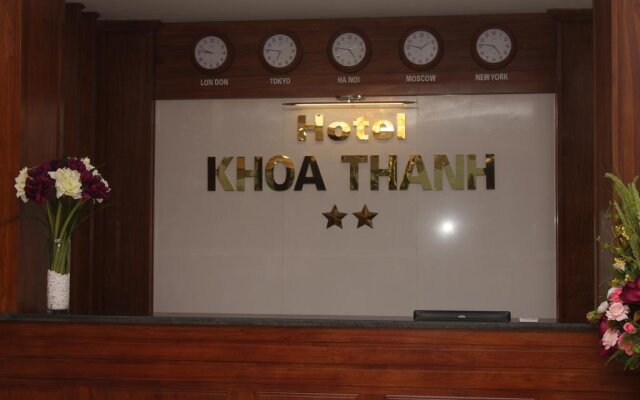 LON DON TOKYO HA NOI MOSCOW NEW YORK
Hotel
KHOA THANH